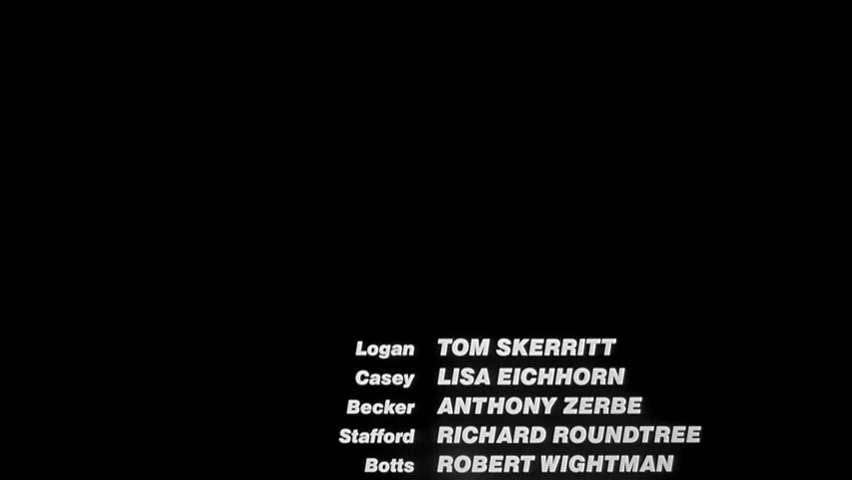 Logan TOM SKERRITT
Casey LISA EICHHORN
Becker ANTHONY ZERBE
Stafford RICHARD ROUNDTREE
Botts ROBERT WIGHTMAN